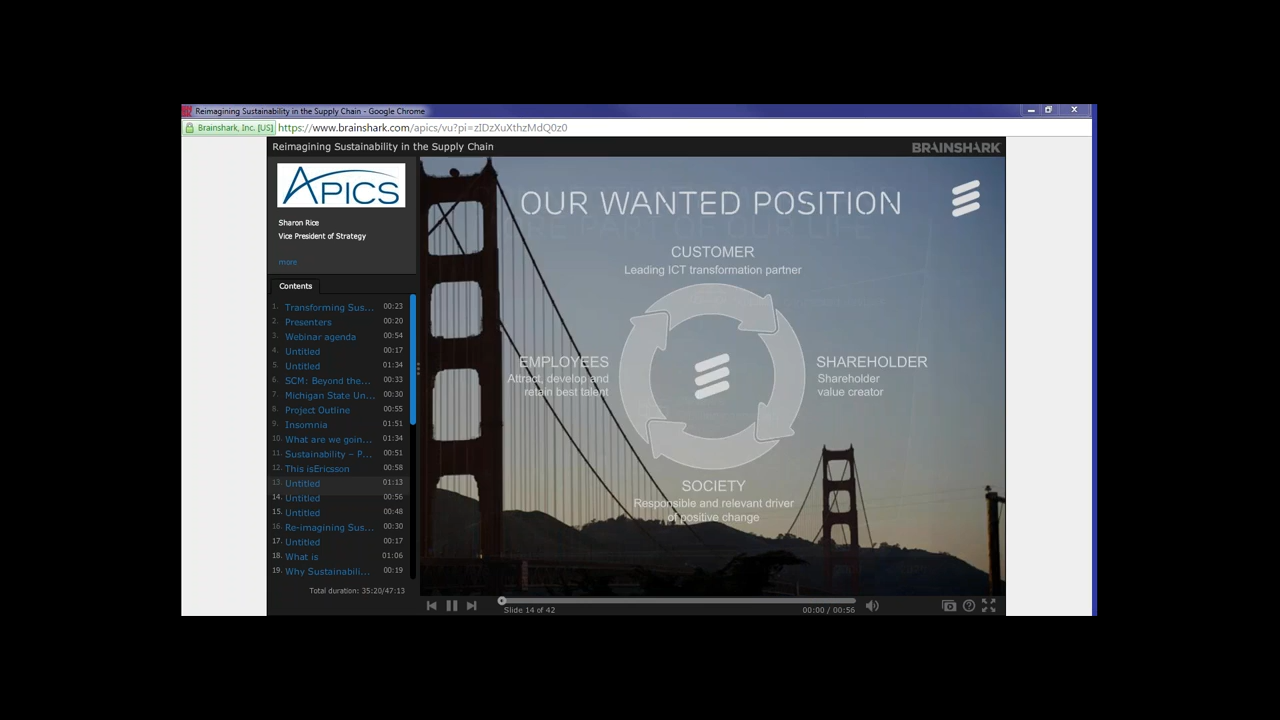 Reimagining Sustainability in the Supply Chain - Google Chrome
Brainshark, Inc. [US] https://www.brainshark.com/apics/vu?pi=zIDzXuXthzMdQ0z0
Reimagining Sustainability in the Supply Chain
BRAINSHARK
APICS
Sharon Rice
Vice President of Strategy
more
Contents
1. Transforming Sus... 00:23
2. Presenters 00:20
3. Webinar agenda 00:54
4. Untitled 00:17
5. Untitled 01:34
6. SCM: Beyond the... 00:33
7. Michigan State Un... 00:30
8. Project Outline 00:55
9. Insomnia 01:51
10. What are we goin... 01:34
11. Sustainability – P... 00:51
12. This isEricsson 00:58
13. Untitled 01:13
14. Untitled 00:56
15. Untitled 00:48
16. Re-imagining Sus... 00:30
17. Untitled 00:17
18. What is 01:06
19. Why Sustainabili... 00:19
Total duration: 35:20/47:13
OUR WANTED POSITION
ARE PART OF OUR LIFE
CUSTOMER
Leading ICT transformation partner
EMPLOYEES
Attract, develop and
retain best talent
SHAREHOLDER
Shareholder
value creator
SOCIETY
Responsible and relevant driver
of positive change
Slide 14 of 42
00:00 / 00:56